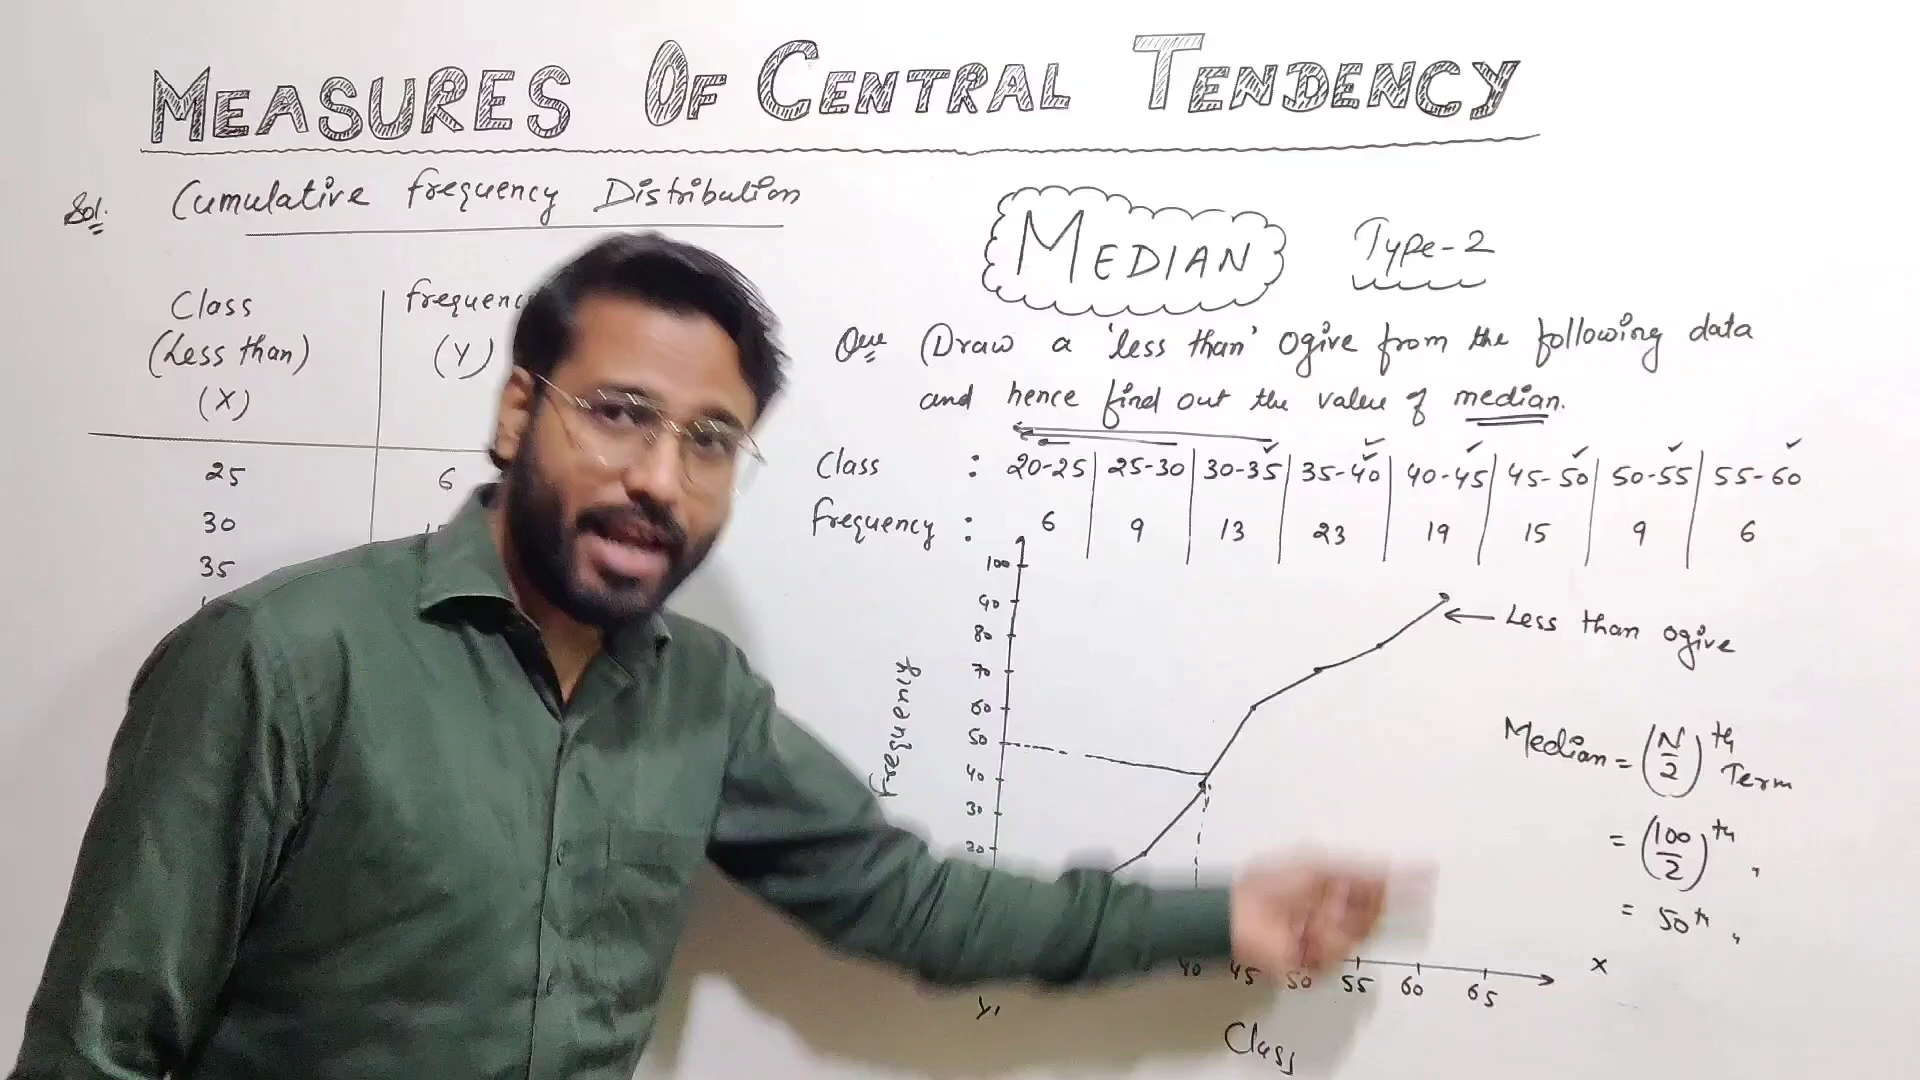 MEASURES OF CENTRAL TENDENCY
Sol. Cumulative frequency Distribution
Class
(Less than)
(X)
frequenc
(Y)
25 6
30
35
MEDIAN Type-2
Que Draw a 'less than' Ogive from the following data
and hence find out the value of median.
Class : 20-25 25-30 30-35 35-40 40-45 45-50 50-55 55-60
frequency : 6 9 13 23 19 15 9 6
100
90
80
70
60
50
40
30
20
frequency
Less than ogive
Median = (N/2)th Term
= (100/2)th "
= 50th "
40 45 50 55 60 65
X
Y'
Class